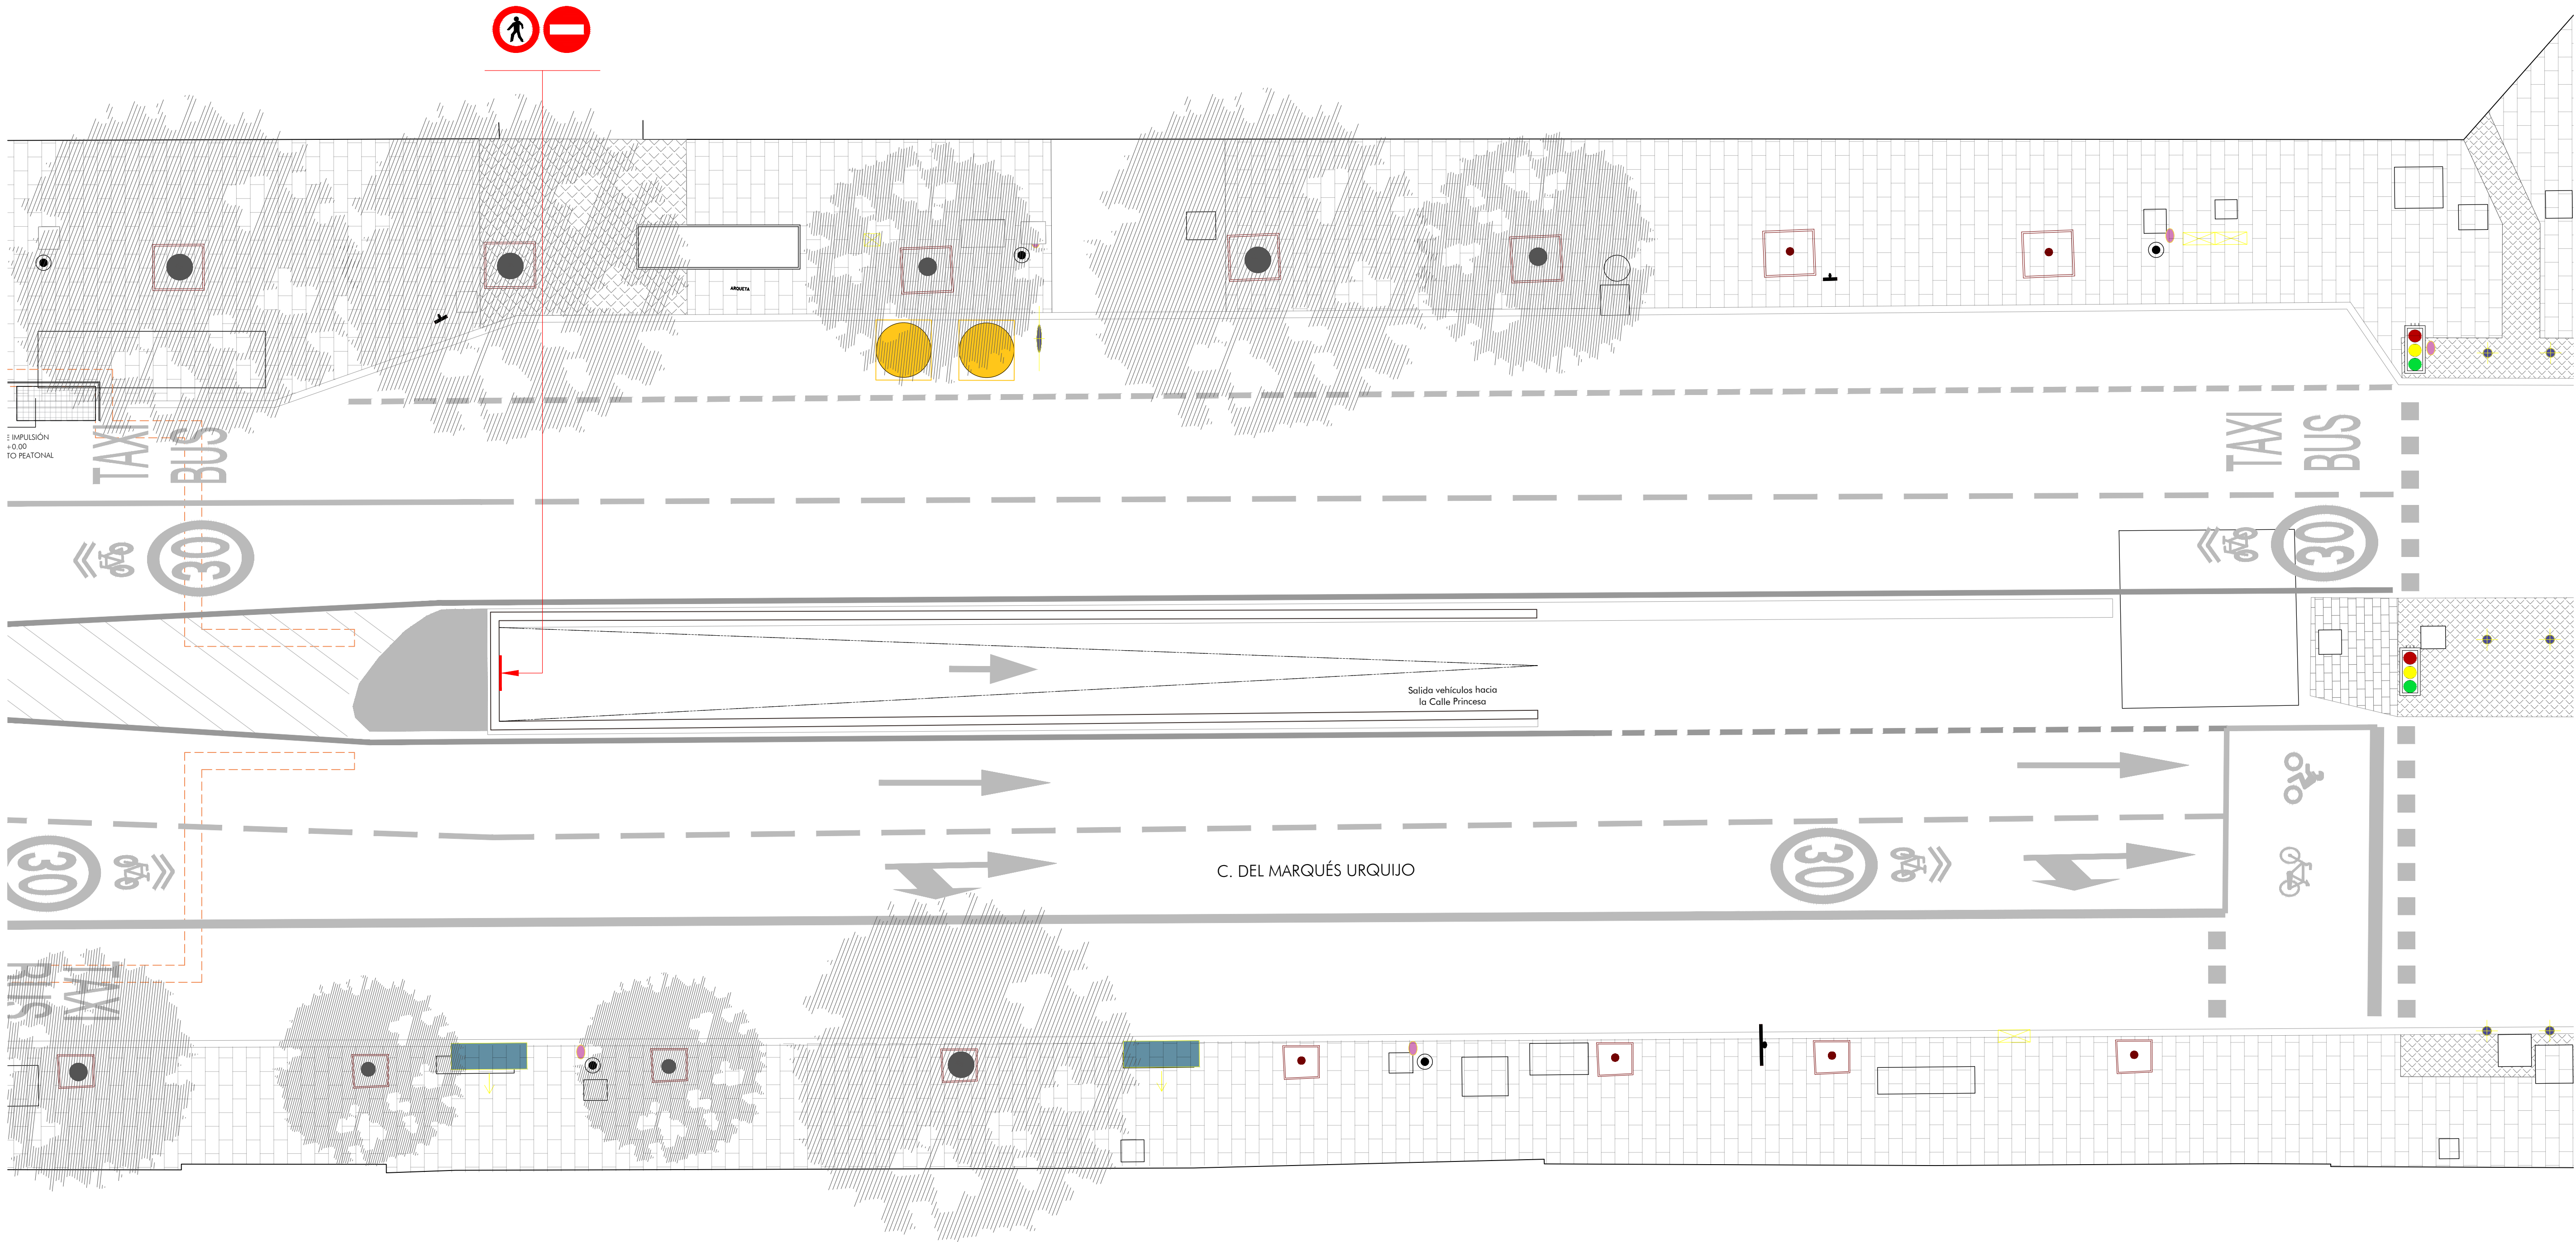 ARQUETA
E IMPULSIÓN
+0.00
TO PEATONAL
TAXI
BUS
TAXI
BUS
30
30
Salida vehículos hacia
la Calle Princesa
30
C. DEL MARQUÉS URQUIJO
30
BUS
TAXI